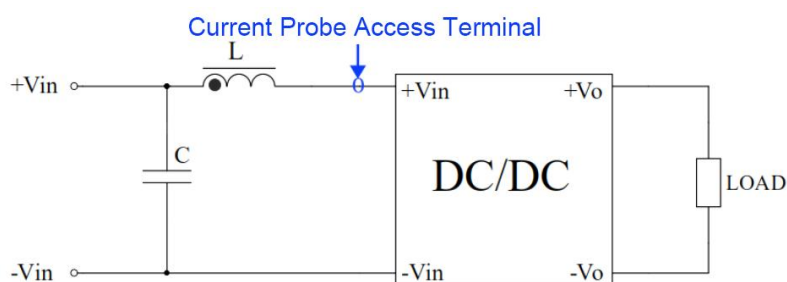 Current Probe Access Terminal
L
+Vin
+Vin
+Vo
C
DC/DC
LOAD
-Vin
-Vin
-Vo